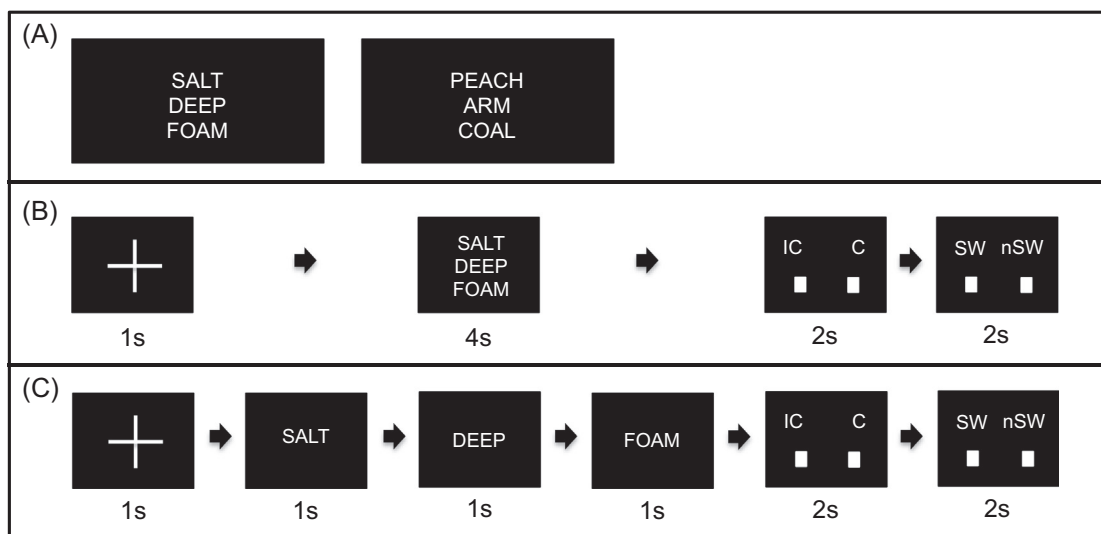 (A)
SALT
DEEP
FOAM
PEACH
ARM
COAL
(B)
SALT
DEEP
FOAM
IC C
SW nSW
1s 4s 2s 2s
(C)
SALT DEEP FOAM IC C SW nSW
1s 1s 1s 1s 2s 2s